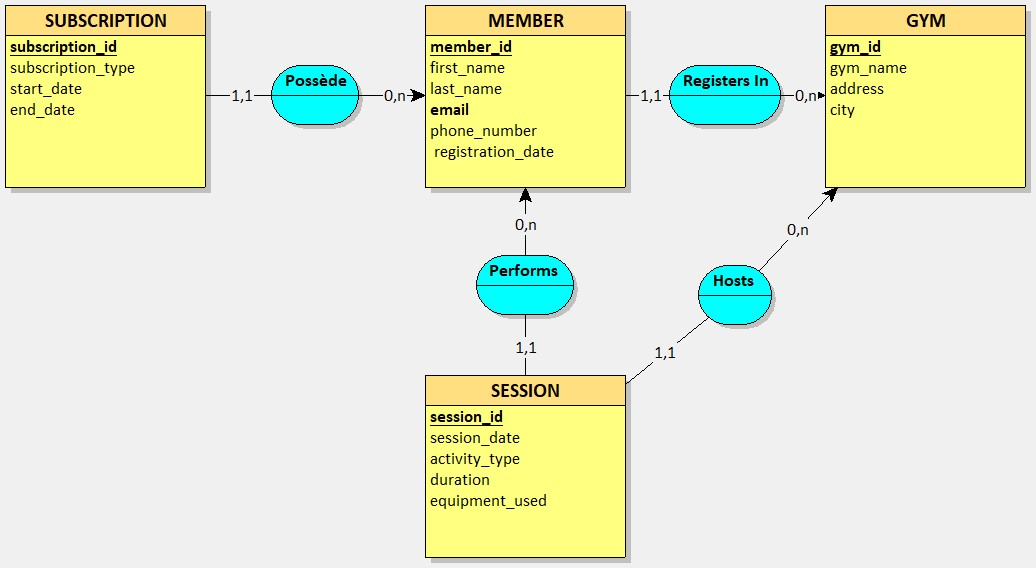 SUBSCRIPTION
subscription_id
subscription_type
start_date
end_date
1,1
Possède
0,n
MEMBER
member_id
first_name
last_name
email
phone_number
registration_date
1,1
Registers In
0,n
GYM
gym_id
gym_name
address
city
0,n
Performs
1,1
0,n
Hosts
1,1
SESSION
session_id
session_date
activity_type
duration
equipment_used